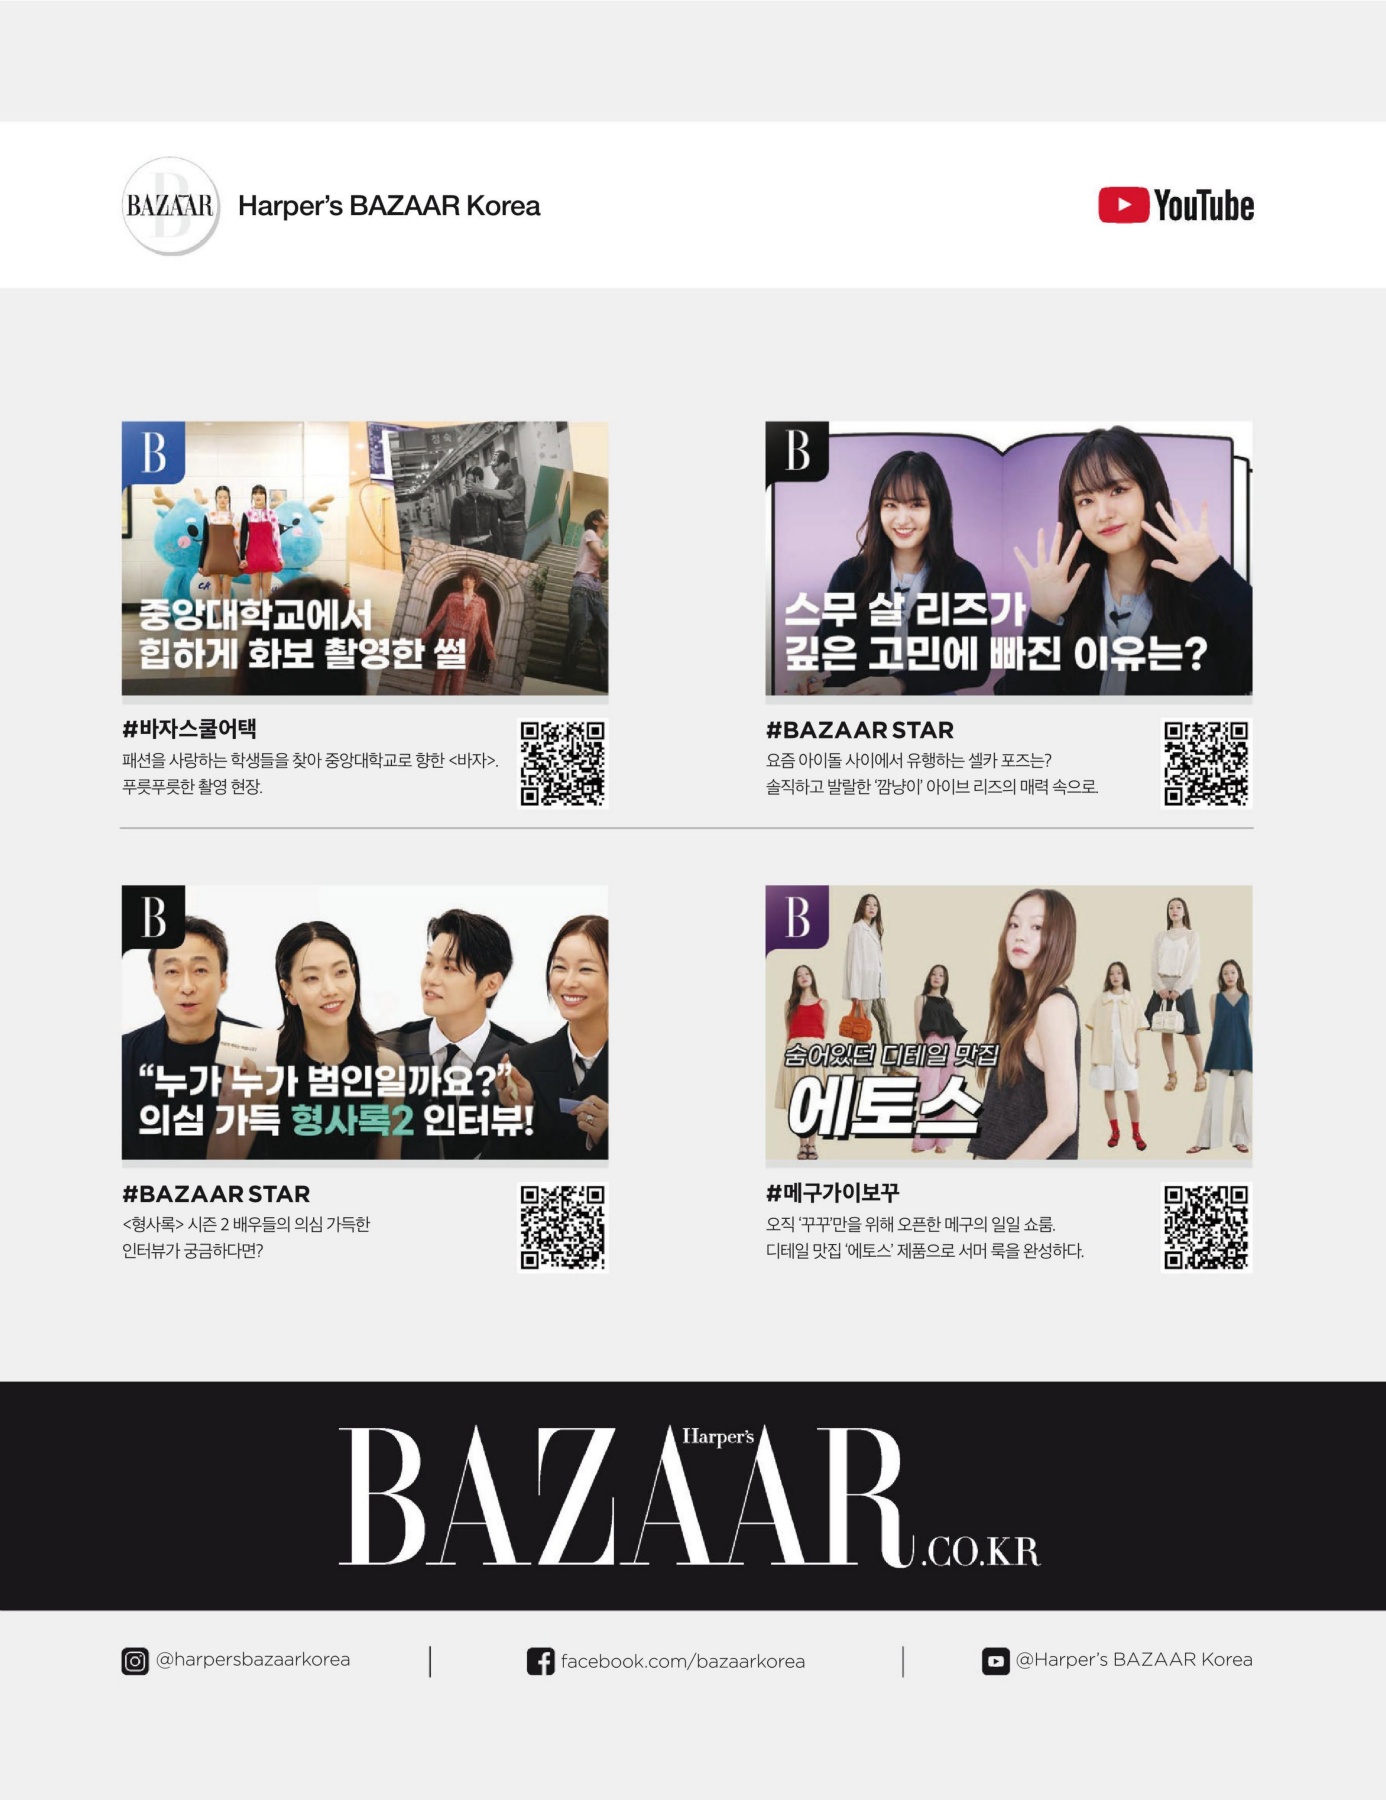 BAZAAR
Harper's BAZAAR Korea
YouTube
B
중앙대학교에서
힙하게 화보 촬영한 썰
#바자스쿨어택
패션을 사랑하는 학생들을 찾아 중앙대학교로 향한 <바자>.
푸릇푸릇한 촬영 현장.
B
스무 살 리즈가
깊은 고민에 빠진 이유는?
#BAZAAR STAR
요즘 아이돌 사이에서 유행하는 셀카 포즈는?
솔직하고 발랄한 '깜냥이' 아이브 리즈의 매력 속으로.
B
“누가 누가 범인일까요?”
의심 가득 형사록2 인터뷰!
#BAZAAR STAR
<형사록> 시즌 2 배우들의 의심 가득한
인터뷰가 궁금하다면?
B
숨어있던 디테일 맛집
에토스
#메구가이보꾸
오직 '꾸꾸'만을 위해 오픈한 메구의 일일 쇼룸.
디테일 맛집 '에토스' 제품으로 서머 룩을 완성하다.
Harper's
BAZAAR.CO.KR
@harpersbazaarkorea
facebook.com/bazaarkorea
@Harper's BAZAAR Korea